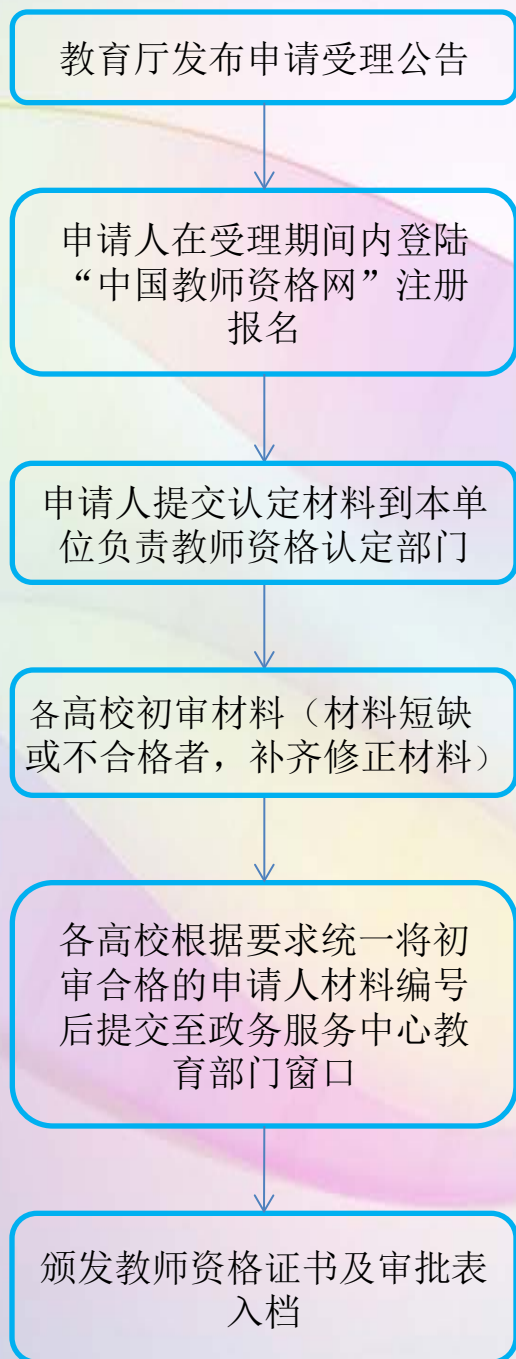 教育厅发布申请受理公告
申请人在受理期间内登陆
“中国教师资格网”注册
报名
申请人提交认定材料到本单
位负责教师资格认定部门
各高校初审材料（材料短缺
或不合格者，补齐修正材料）
各高校根据要求统一将初
审合格的申请人材料编号
后提交至政务服务中心教
育部门窗口
颁发教师资格证书及审批表
入档